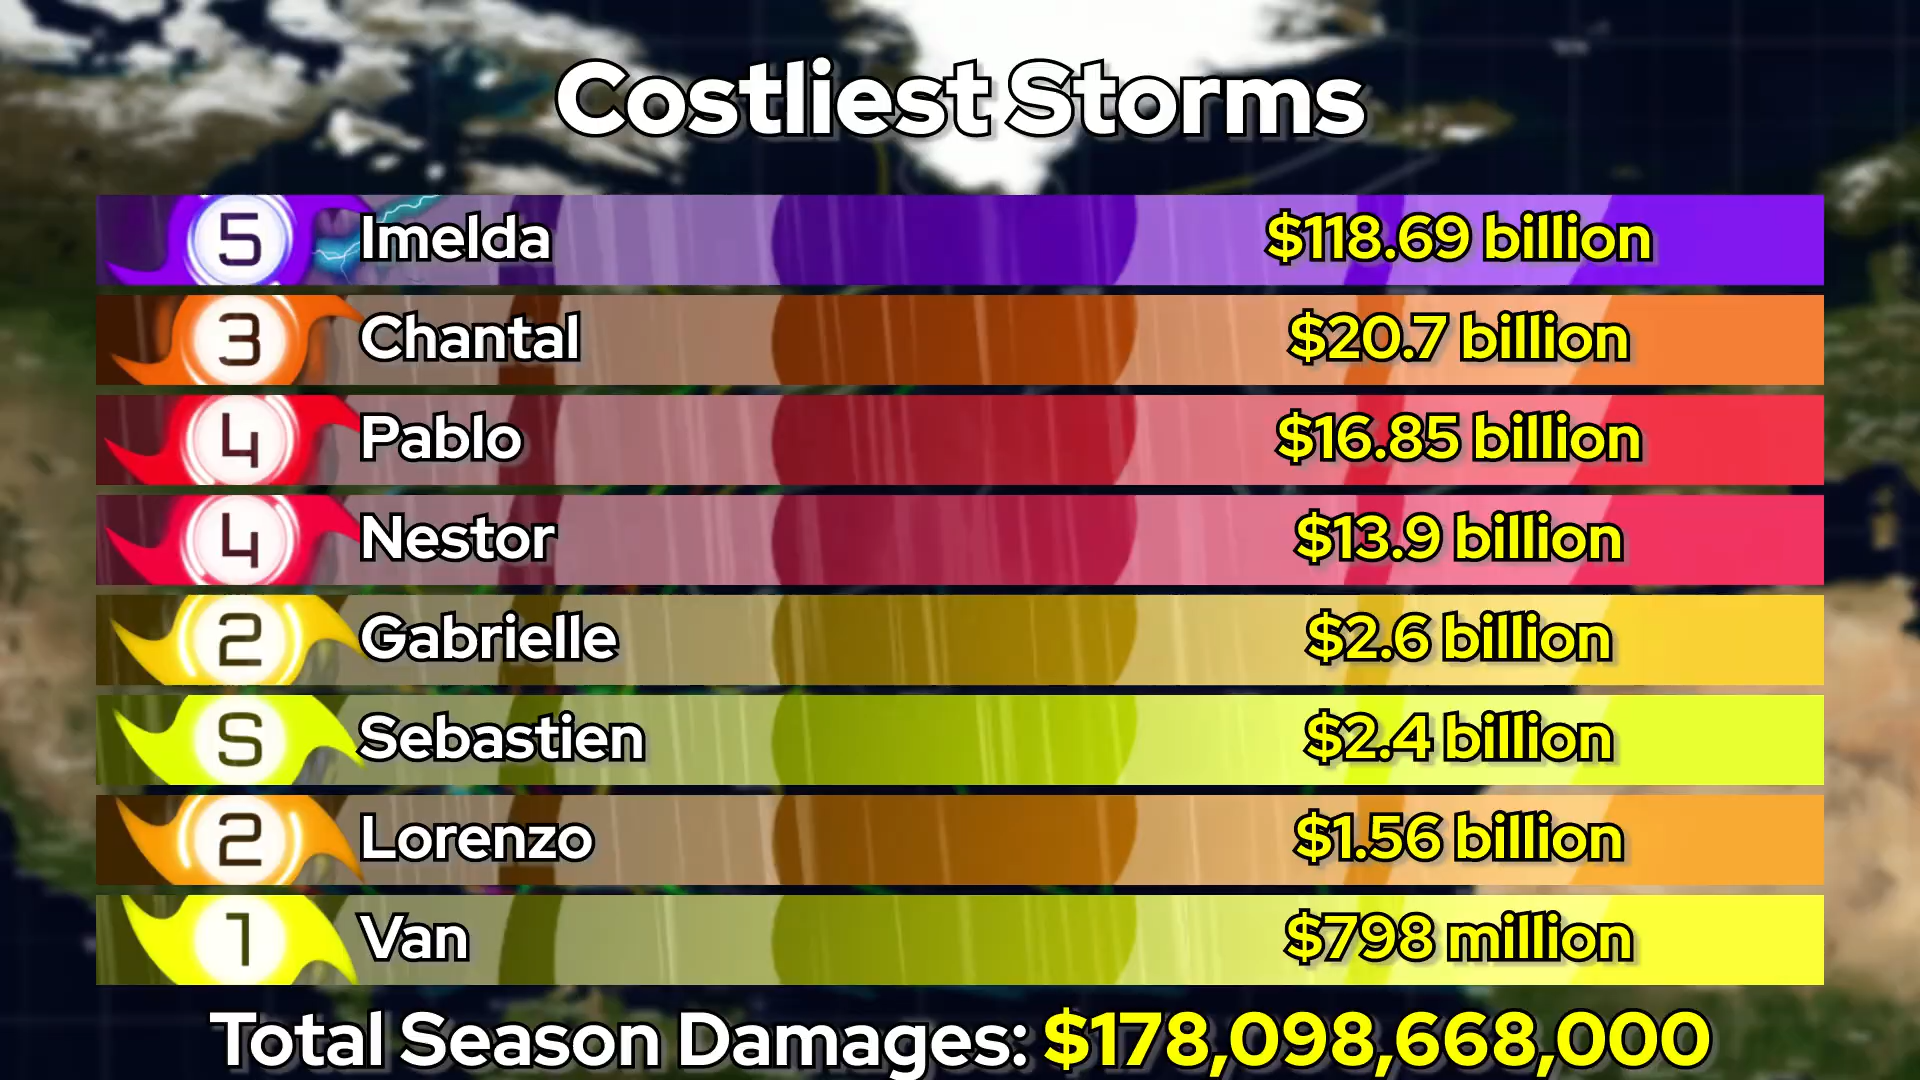 Costliest Storms
5 Imelda $118.69 billion
3 Chantal $20.7 billion
4 Pablo $16.85 billion
4 Nestor $13.9 billion
2 Gabrielle $2.6 billion
S Sebastien $2.4 billion
2 Lorenzo $1.56 billion
1 Van $798 million
Total Season Damages: $178,098,668,000